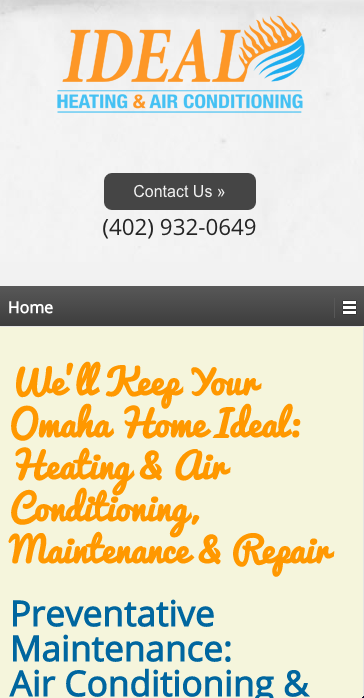 IDEAL
HEATING & AIR CONDITIONING
Contact Us »
(402) 932-0649
Home
We'll Keep Your
Omaha Home Ideal:
Heating & Air
Conditioning,
Maintenance & Repair
Preventative
Maintenance:
Air Conditioning &